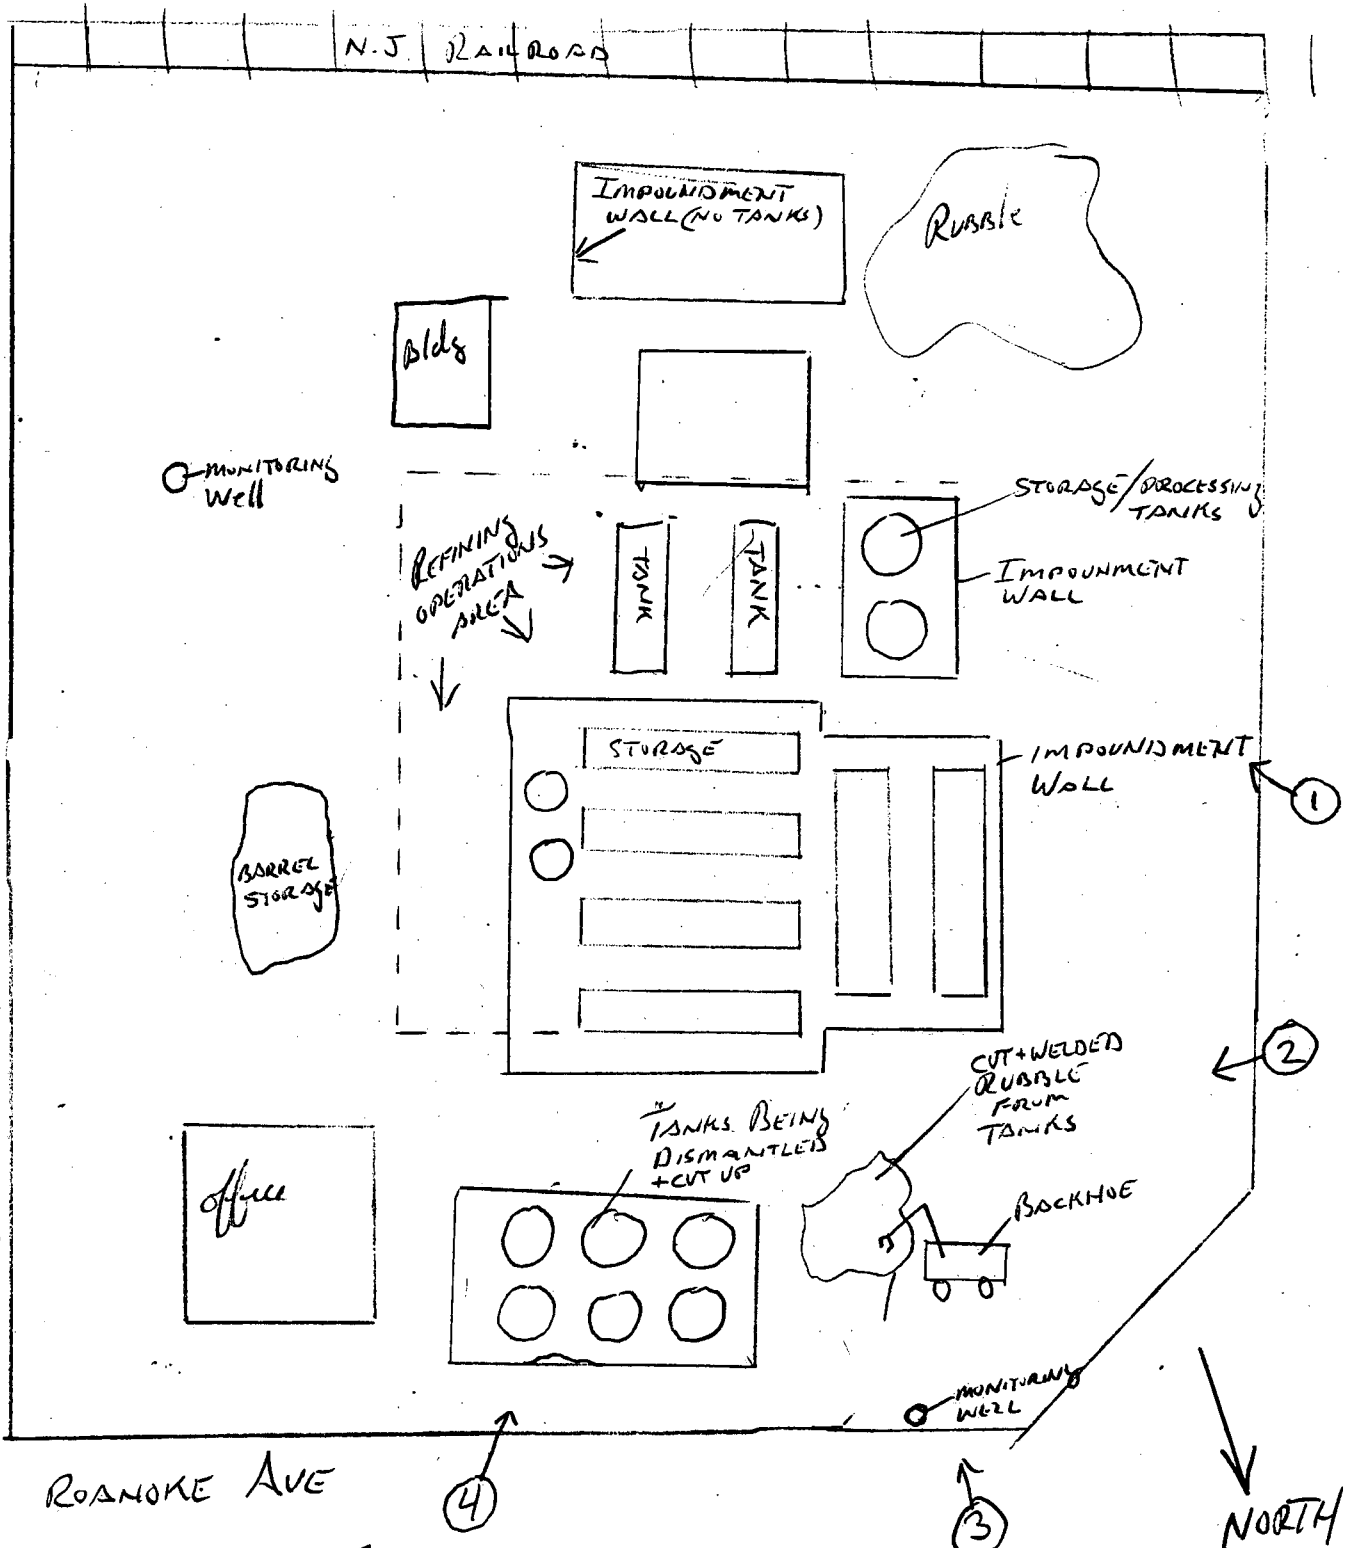 N.J. RAILROAD
IMPOUNDMENT
WALL (NO TANKS)
RUBBLE
Bldg
MONITORING
Well
STORAGE/PROCESSING
TANKS
REFINING
OPERATIONS
AREA
TANK
TANK
IMPOUNMENT
WALL
STORAGE
IMPOUNDMENT
WALL
1
BARREL
STORAGE
2
CUT + WELDED
RUBBLE
FROM
TANKS
TANKS BEING
DISMANTLED
+ CUT UP
office
BACKHOE
MONITORING
WELL
ROANOKE AVE
4
3
NORTH